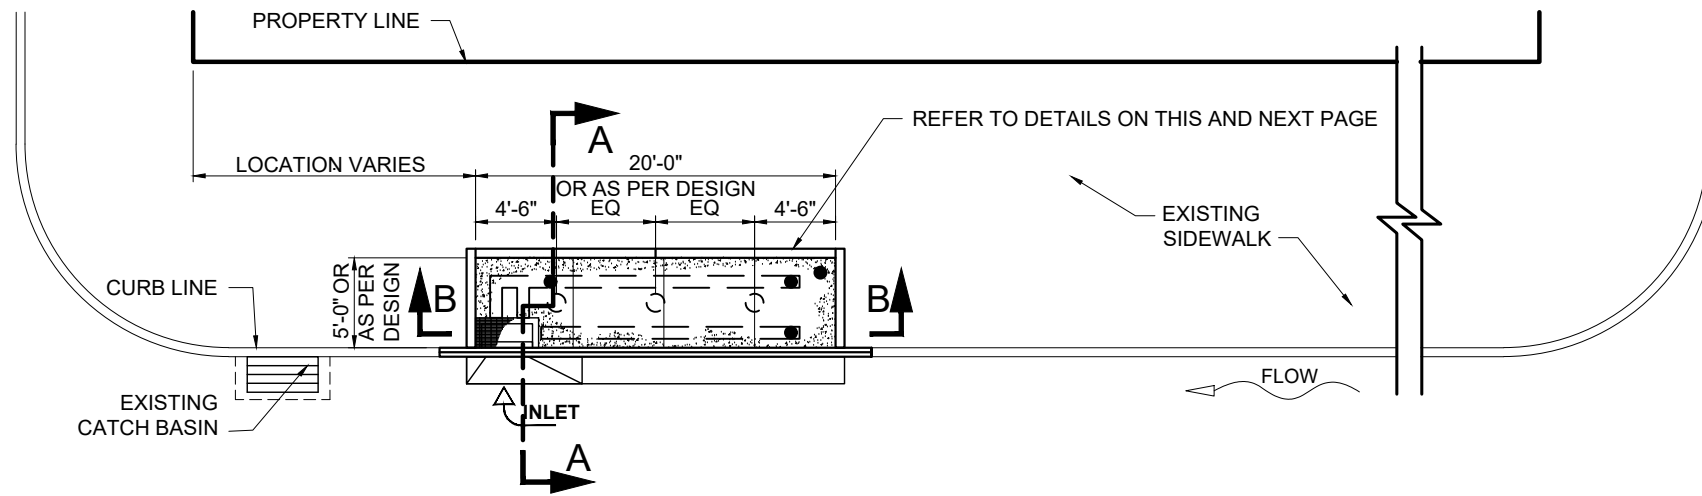 PROPERTY LINE
A
REFER TO DETAILS ON THIS AND NEXT PAGE
LOCATION VARIES
20'-0"
OR AS PER DESIGN
4'-6"
EQ
EQ
4'-6"
EXISTING
SIDEWALK
5'-0" OR
AS PER
DESIGN
CURB LINE
B
B
FLOW
EXISTING
CATCH BASIN
INLET
A